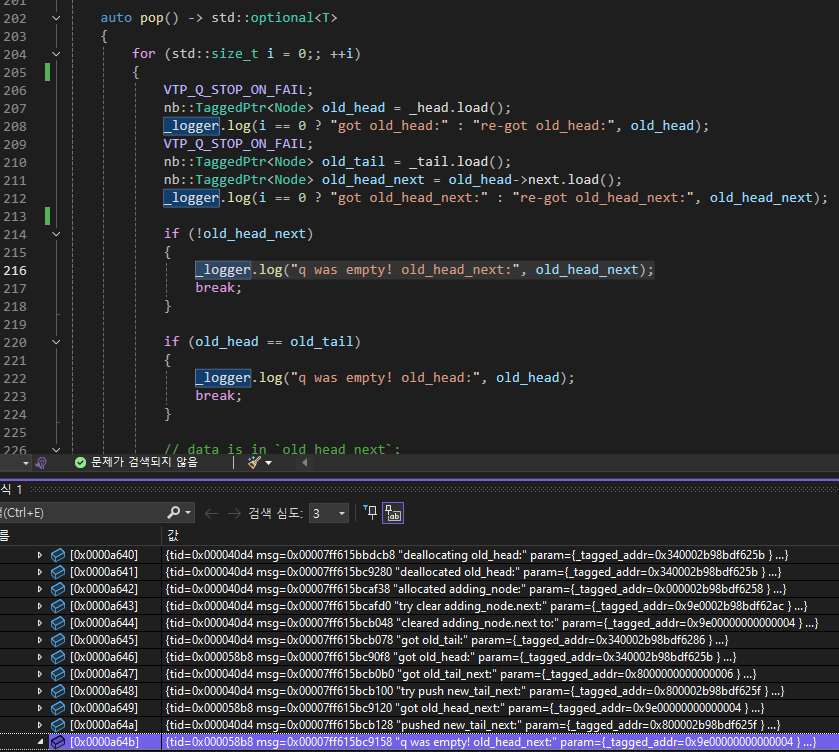 201
202 auto pop() -> std::optional<T>
203 {
204 for (std::size_t i = 0;; ++i)
205 {
206 VTP_Q_STOP_ON_FAIL;
207 nb::TaggedPtr<Node> old_head = _head.load();
208 _logger.log(i == 0 ? "got old_head:" : "re-got old_head:", old_head);
209 VTP_Q_STOP_ON_FAIL;
210 nb::TaggedPtr<Node> old_tail = _tail.load();
211 nb::TaggedPtr<Node> old_head_next = old_head->next.load();
212 _logger.log(i == 0 ? "got old_head_next:" : "re-got old_head_next:", old_head_next);
213
214 if (!old_head_next)
215 {
216 _logger.log("q was empty! old_head_next:", old_head_next);
217 break;
218 }
219
220 if (old_head == old_tail)
221 {
222 _logger.log("q was empty! old_head:", old_head);
223 break;
224 }
225
226 // data is in `old_head_next`:
문제가 검색되지 않음
식 1
(Ctrl+E) 검색 심도: 3
값
[0x0000a640] {tid=0x000040d4 msg=0x00007ff615bbdcb8 "deallocating old_head:" param={_tagged_addr=0x340002b98bdf625b } ...}
[0x0000a641] {tid=0x000040d4 msg=0x00007ff615bc9280 "deallocated old_head:" param={_tagged_addr=0x340002b98bdf625b } ...}
[0x0000a642] {tid=0x000040d4 msg=0x00007ff615bcaf38 "allocated adding_node:" param={_tagged_addr=0x000002b98bdf6258 } ...}
[0x0000a643] {tid=0x000040d4 msg=0x00007ff615bcafd0 "try clear adding_node.next:" param={_tagged_addr=0x9e0002b98bdf62ac } ...}
[0x0000a644] {tid=0x000040d4 msg=0x00007ff615bcb048 "cleared adding_node.next to:" param={_tagged_addr=0x9e00000000000004 } ...}
[0x0000a645] {tid=0x000040d4 msg=0x00007ff615bcb078 "got old_tail:" param={_tagged_addr=0x340002b98bdf6286 } ...}
[0x0000a646] {tid=0x000058b8 msg=0x00007ff615bc90f8 "got old_head:" param={_tagged_addr=0x340002b98bdf625b } ...}
[0x0000a647] {tid=0x000040d4 msg=0x00007ff615bcb0b0 "got old_tail_next:" param={_tagged_addr=0x8000000000000006 } ...}
[0x0000a648] {tid=0x000040d4 msg=0x00007ff615bcb100 "try push new_tail_next:" param={_tagged_addr=0x800002b98bdf625f } ...}
[0x0000a649] {tid=0x000058b8 msg=0x00007ff615bc9120 "got old_head_next:" param={_tagged_addr=0x9e00000000000004 } ...}
[0x0000a64a] {tid=0x000040d4 msg=0x00007ff615bcb128 "pushed new_tail_next:" param={_tagged_addr=0x800002b98bdf625f } ...}
[0x0000a64b] {tid=0x000058b8 msg=0x00007ff615bc9158 "q was empty! old_head_next:" param={_tagged_addr=0x9e00000000000004 } ...}